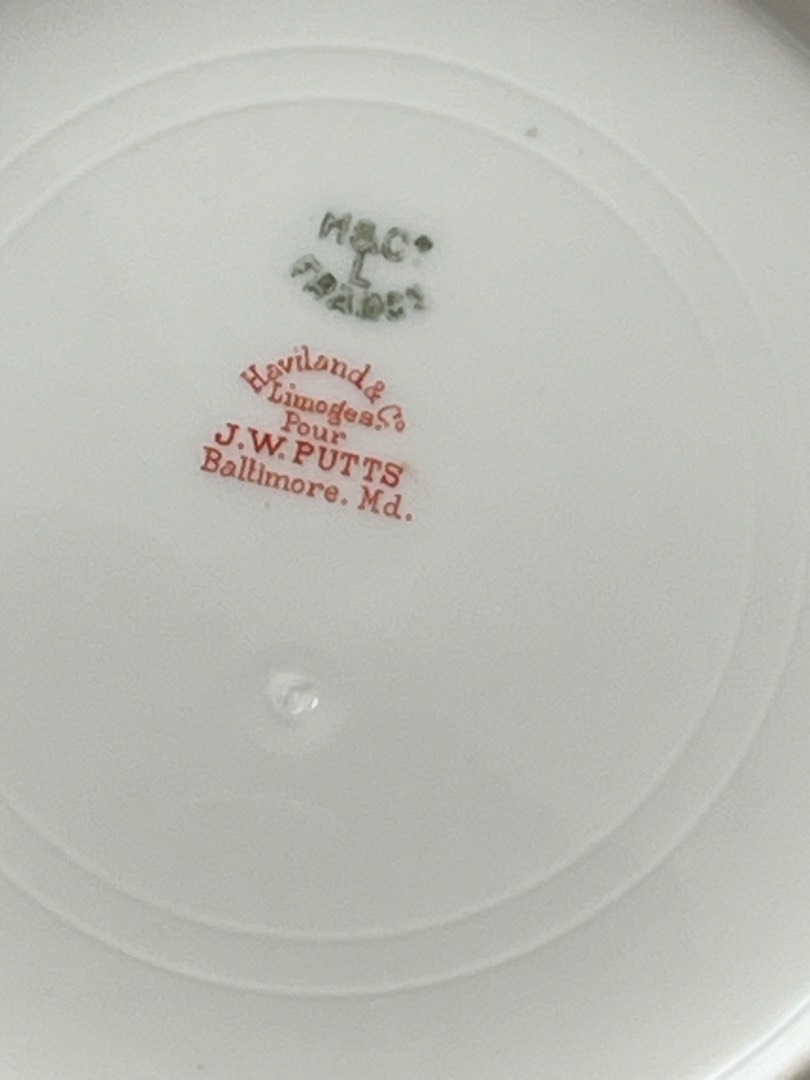 H&Co
L
FRANCE
Haviland & Co
Limoges.
Pour
J.W. PUTTS
Baltimore. Md.